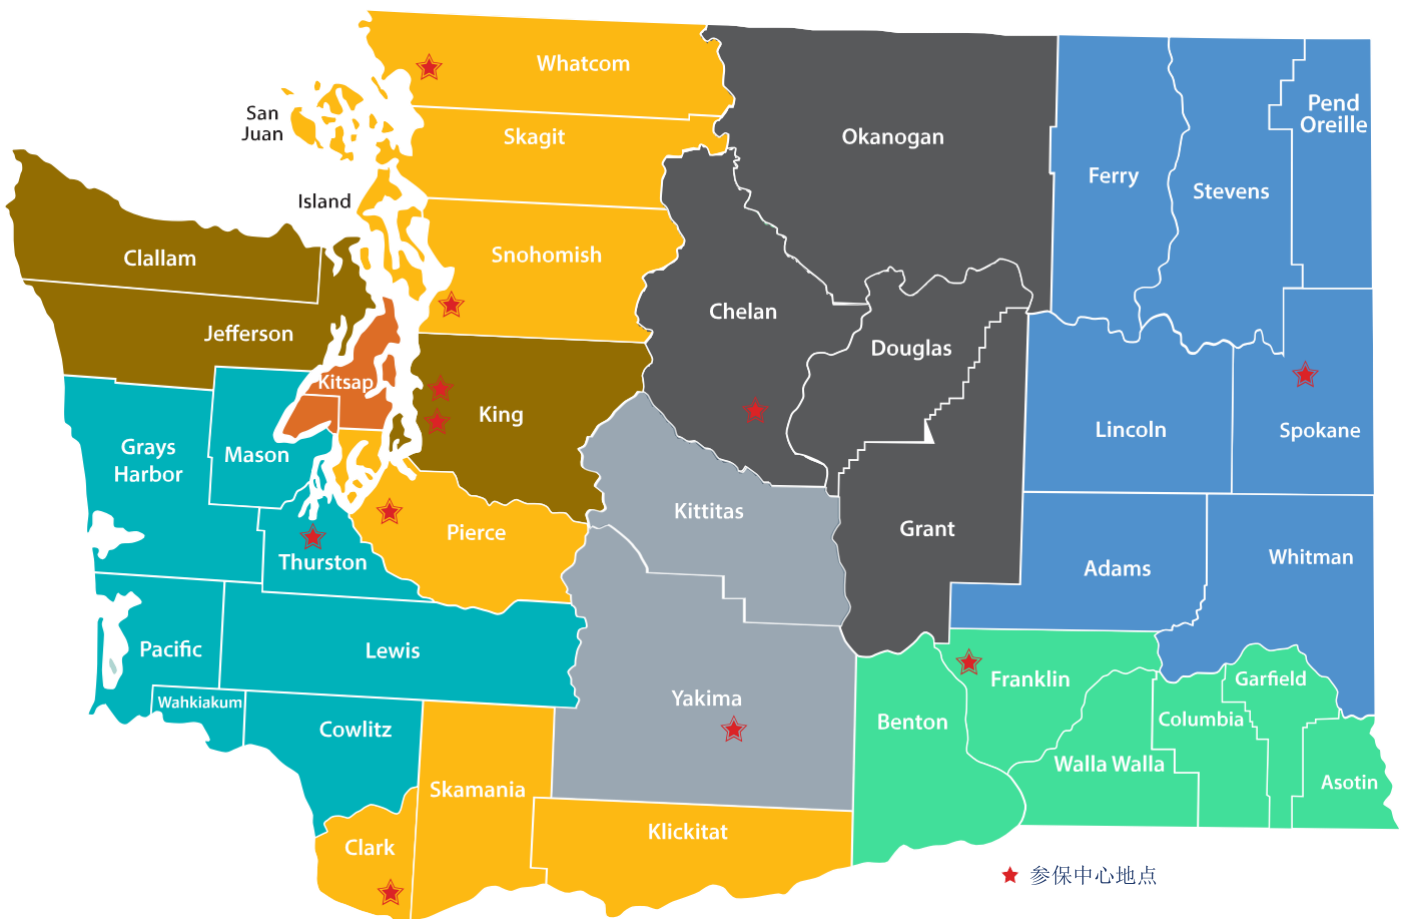 Whatcom
San
Juan
Skagit
Okanogan
Pend
Oreille
Ferry
Stevens
Island
Clallam
Snohomish
Jefferson
Chelan
Douglas
Kitsap
King
Lincoln
Spokane
Grays
Harbor
Mason
Kittitas
Grant
Pierce
Thurston
Adams
Whitman
Pacific
Lewis
Yakima
Franklin
Garfield
Wahkiakum
Cowlitz
Benton
Columbia
Walla Walla
Asotin
Skamania
Klickitat
Clark
参保中心地点